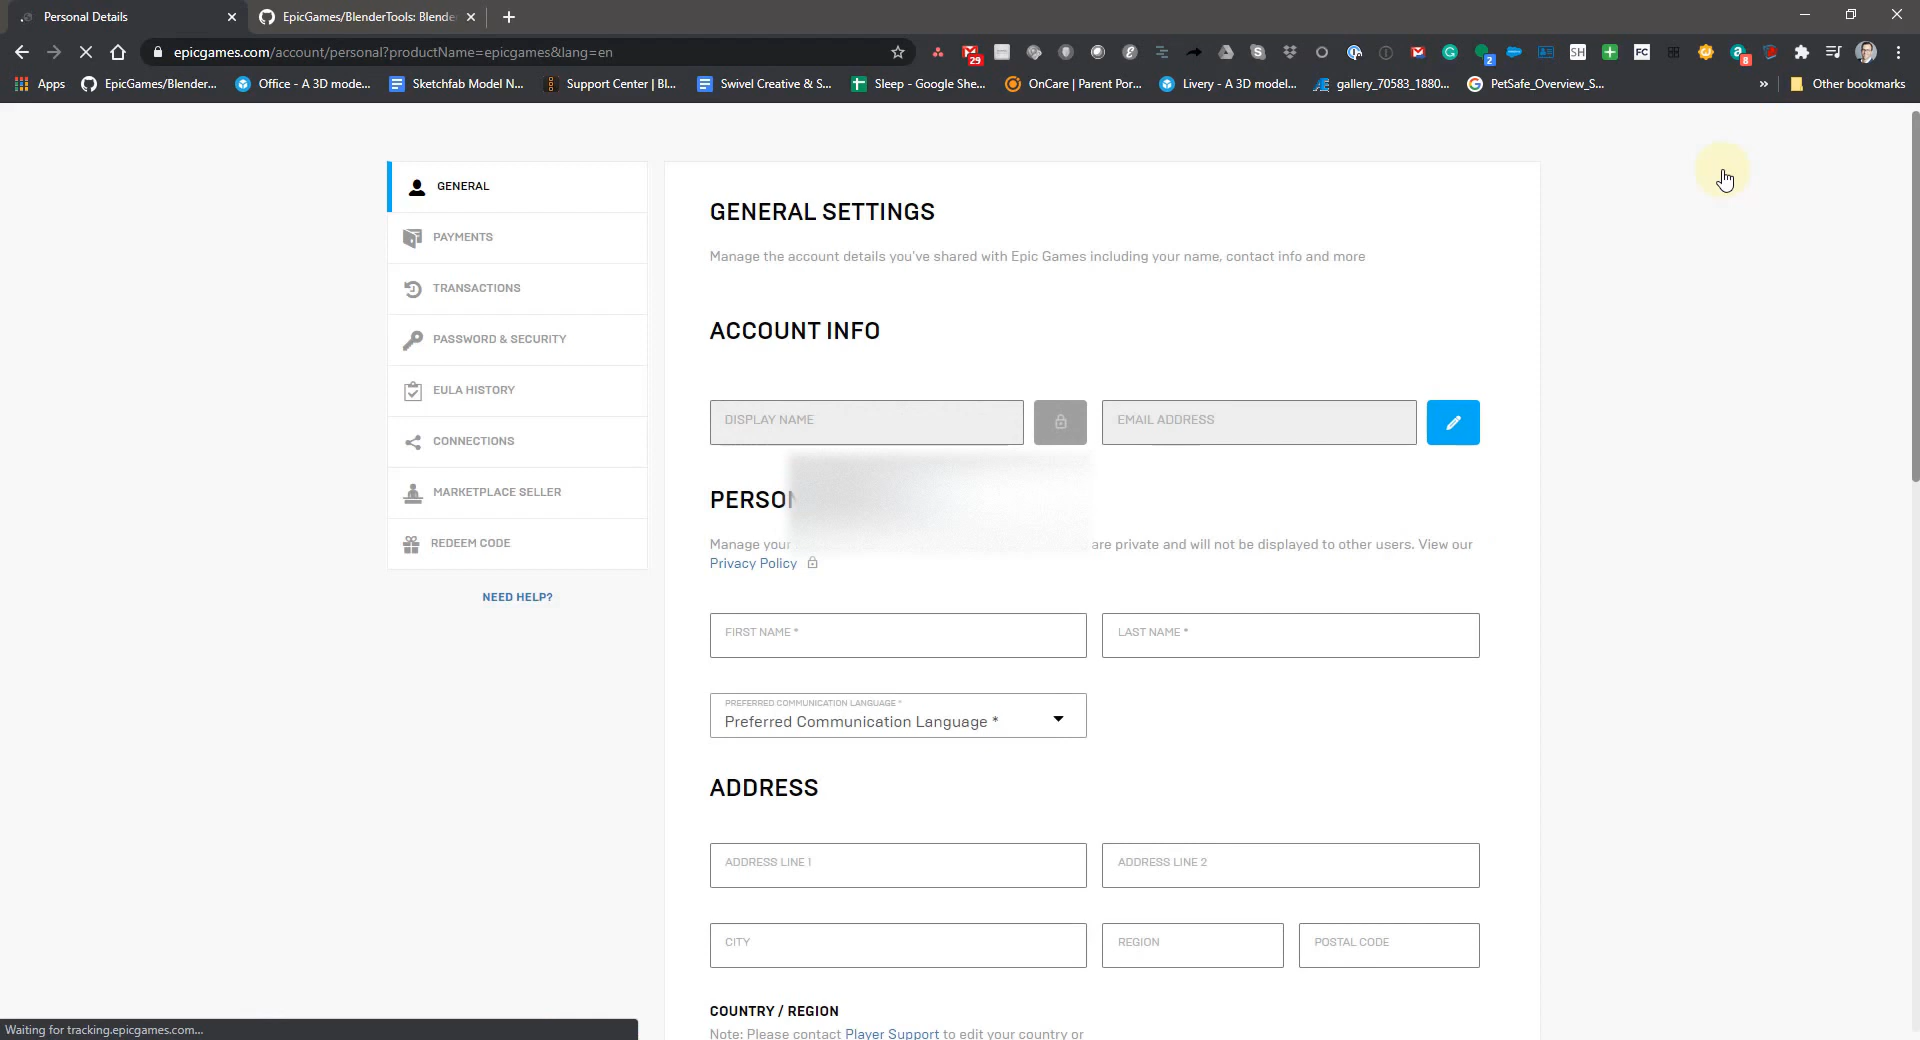 Personal Details
EpicGames/BlenderTools: Blende
epicgames.com/account/personal?productName=epicgames&lang=en
29
2
SH
FC
8
Apps
EpicGames/Blender...
Office - A 3D mode...
Sketchfab Model N...
Support Center | Bl...
Swivel Creative & S...
Sleep - Google She...
OnCare | Parent Por...
Livery - A 3D model...
gallery_70583_1880...
PetSafe_Overview_S...
»
Other bookmarks
GENERAL
PAYMENTS
TRANSACTIONS
PASSWORD & SECURITY
EULA HISTORY
CONNECTIONS
MARKETPLACE SELLER
REDEEM CODE
NEED HELP?
GENERAL SETTINGS
Manage the account details you've shared with Epic Games including your name, contact info and more
ACCOUNT INFO
DISPLAY NAME
EMAIL ADDRESS
PERSON
Manage your are private and will not be displayed to other users. View our
Privacy Policy
FIRST NAME *
LAST NAME *
PREFERRED COMMUNICATION LANGUAGE *
Preferred Communication Language *
ADDRESS
ADDRESS LINE 1
ADDRESS LINE 2
CITY
REGION
POSTAL CODE
COUNTRY / REGION
Note: Please contact Player Support to edit your country or
Waiting for tracking.epicgames.com...